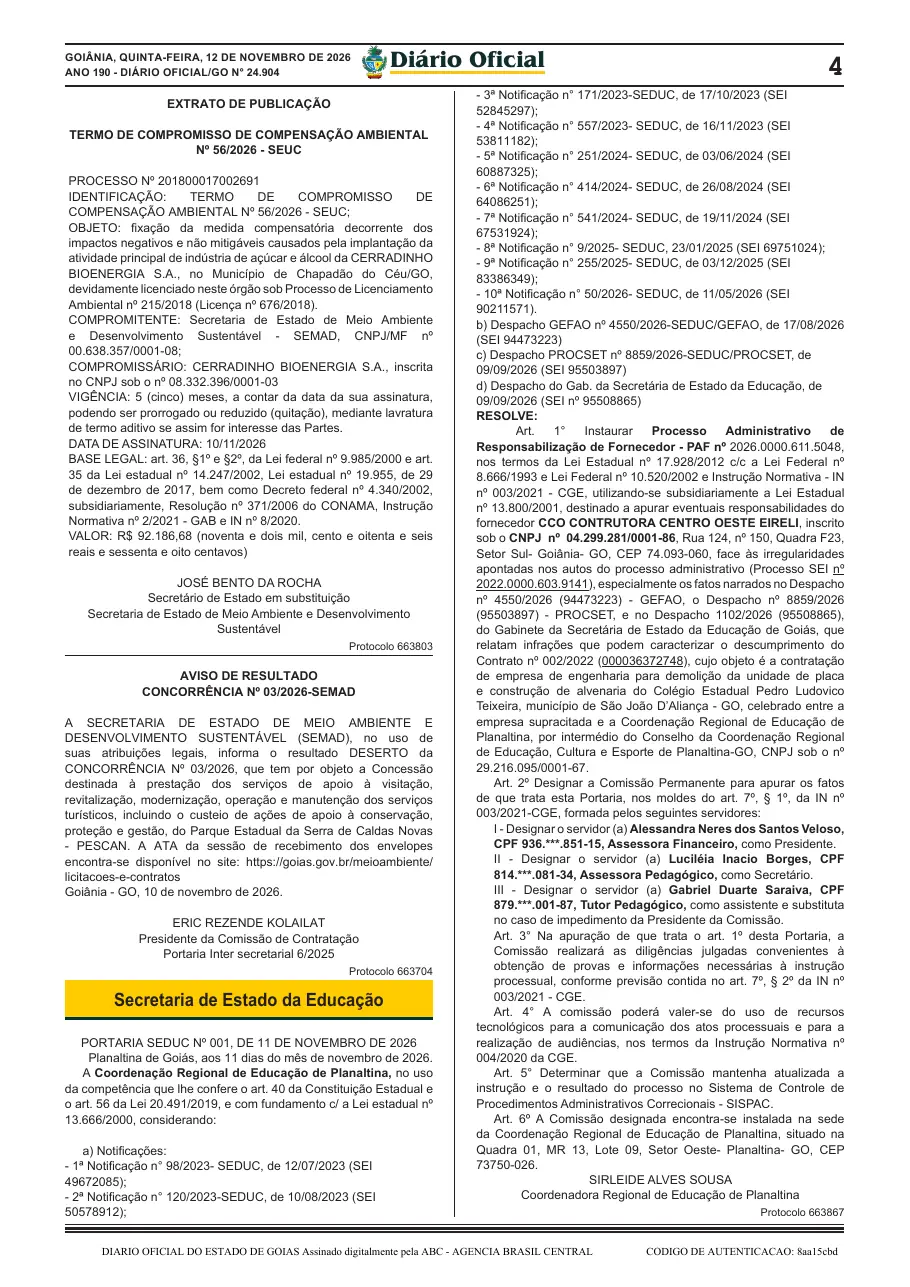 GOIÂNIA, QUINTA-FEIRA, 12 DE NOVEMBRO DE 2026
ANO 190 - DIÁRIO OFICIAL/GO N° 24.904
Diário Oficial
4
EXTRATO DE PUBLICAÇÃO
TERMO DE COMPROMISSO DE COMPENSAÇÃO AMBIENTAL
Nº 56/2026 - SEUC
PROCESSO Nº 201800017002691
IDENTIFICAÇÃO: TERMO DE COMPROMISSO DE
COMPENSAÇÃO AMBIENTAL Nº 56/2026 - SEUC;
OBJETO: fixação da medida compensatória decorrente dos
impactos negativos e não mitigáveis causados pela implantação da
atividade principal de indústria de açúcar e álcool da CERRADINHO
BIOENERGIA S.A., no Município de Chapadão do Céu/GO,
devidamente licenciado neste órgão sob Processo de Licenciamento
Ambiental nº 215/2018 (Licença nº 676/2018).
COMPROMITENTE: Secretaria de Estado de Meio Ambiente
e Desenvolvimento Sustentável - SEMAD, CNPJ/MF nº
00.638.357/0001-08;
COMPROMISSÁRIO: CERRADINHO BIOENERGIA S.A., inscrita
no CNPJ sob o nº 08.332.396/0001-03
VIGÊNCIA: 5 (cinco) meses, a contar da data da sua assinatura,
podendo ser prorrogado ou reduzido (quitação), mediante lavratura
de termo aditivo se assim for interesse das Partes.
DATA DE ASSINATURA: 10/11/2026
BASE LEGAL: art. 36, §1º e §2º, da Lei federal nº 9.985/2000 e art.
35 da Lei estadual nº 14.247/2002, Lei estadual nº 19.955, de 29
de dezembro de 2017, bem como Decreto federal nº 4.340/2002,
subsidiariamente, Resolução nº 371/2006 do CONAMA, Instrução
Normativa nº 2/2021 - GAB e IN nº 8/2020.
VALOR: R$ 92.186,68 (noventa e dois mil, cento e oitenta e seis
reais e sessenta e oito centavos)
JOSÉ BENTO DA ROCHA
Secretário de Estado em substituição
Secretaria de Estado de Meio Ambiente e Desenvolvimento
Sustentável
Protocolo 663803
AVISO DE RESULTADO
CONCORRÊNCIA Nº 03/2026-SEMAD
A SECRETARIA DE ESTADO DE MEIO AMBIENTE E
DESENVOLVIMENTO SUSTENTÁVEL (SEMAD), no uso de
suas atribuições legais, informa o resultado DESERTO da
CONCORRÊNCIA Nº 03/2026, que tem por objeto a Concessão
destinada à prestação dos serviços de apoio à visitação,
revitalização, modernização, operação e manutenção dos serviços
turísticos, incluindo o custeio de ações de apoio à conservação,
proteção e gestão, do Parque Estadual da Serra de Caldas Novas
- PESCAN. A ATA da sessão de recebimento dos envelopes
encontra-se disponível no site: https://goias.gov.br/meioambiente/
licitacoes-e-contratos
Goiânia - GO, 10 de novembro de 2026.
ERIC REZENDE KOLAILAT
Presidente da Comissão de Contratação
Portaria Inter secretarial 6/2025
Protocolo 663704
Secretaria de Estado da Educação
PORTARIA SEDUC Nº 001, DE 11 DE NOVEMBRO DE 2026
Planaltina de Goiás, aos 11 dias do mês de novembro de 2026.
A Coordenação Regional de Educação de Planaltina, no uso
da competência que lhe confere o art. 40 da Constituição Estadual e
o art. 56 da Lei 20.491/2019, e com fundamento c/ a Lei estadual nº
13.666/2000, considerando:
a) Notificações:
- 1ª Notificação n° 98/2023- SEDUC, de 12/07/2023 (SEI
49672085);
- 2ª Notificação n° 120/2023-SEDUC, de 10/08/2023 (SEI
50578912);
- 3ª Notificação n° 171/2023-SEDUC, de 17/10/2023 (SEI
52845297);
- 4ª Notificação n° 557/2023- SEDUC, de 16/11/2023 (SEI
53811182);
- 5ª Notificação n° 251/2024- SEDUC, de 03/06/2024 (SEI
60887325);
- 6ª Notificação n° 414/2024- SEDUC, de 26/08/2024 (SEI
64086251);
- 7ª Notificação n° 541/2024- SEDUC, de 19/11/2024 (SEI
67531924);
- 8ª Notificação n° 9/2025- SEDUC, 23/01/2025 (SEI 69751024);
- 9ª Notificação n° 255/2025- SEDUC, de 03/12/2025 (SEI
83386349);
- 10ª Notificação n° 50/2026- SEDUC, de 11/05/2026 (SEI
90211571).
b) Despacho GEFAO nº 4550/2026-SEDUC/GEFAO, de 17/08/2026
(SEI 94473223)
c) Despacho PROCSET nº 8859/2026-SEDUC/PROCSET, de
09/09/2026 (SEI 95503897)
d) Despacho do Gab. da Secretária de Estado da Educação, de
09/09/2026 (SEI nº 95508865)
RESOLVE:
Art. 1° Instaurar Processo Administrativo de
Responsabilização de Fornecedor - PAF nº 2026.0000.611.5048,
nos termos da Lei Estadual nº 17.928/2012 c/c a Lei Federal nº
8.666/1993 e Lei Federal nº 10.520/2002 e Instrução Normativa - IN
nº 003/2021 - CGE, utilizando-se subsidiariamente a Lei Estadual
nº 13.800/2001, destinado a apurar eventuais responsabilidades do
fornecedor CCO CONTRUTORA CENTRO OESTE EIRELI, inscrito
sob o CNPJ nº 04.299.281/0001-86, Rua 124, nº 150, Quadra F23,
Setor Sul- Goiânia- GO, CEP 74.093-060, face às irregularidades
apontadas nos autos do processo administrativo (Processo SEI nº
2022.0000.603.9141), especialmente os fatos narrados no Despacho
nº 4550/2026 (94473223) - GEFAO, o Despacho nº 8859/2026
(95503897) - PROCSET, e no Despacho 1102/2026 (95508865),
do Gabinete da Secretária de Estado da Educação de Goiás, que
relatam infrações que podem caracterizar o descumprimento do
Contrato nº 002/2022 (000036372748), cujo objeto é a contratação
de empresa de engenharia para demolição da unidade de placa
e construção de alvenaria do Colégio Estadual Pedro Ludovico
Teixeira, município de São João D'Aliança - GO, celebrado entre a
empresa supracitada e a Coordenação Regional de Educação de
Planaltina, por intermédio do Conselho da Coordenação Regional
de Educação, Cultura e Esporte de Planaltina-GO, CNPJ sob o nº
29.216.095/0001-67.
Art. 2º Designar a Comissão Permanente para apurar os fatos
de que trata esta Portaria, nos moldes do art. 7º, § 1º, da IN nº
003/2021-CGE, formada pelos seguintes servidores:
I - Designar o servidor (a) Alessandra Neres dos Santos Veloso,
CPF 936.***.851-15, Assessora Financeiro, como Presidente.
II - Designar o servidor (a) Luciléia Inacio Borges, CPF
814.***.081-34, Assessora Pedagógico, como Secretário.
III - Designar o servidor (a) Gabriel Duarte Saraiva, CPF
879.***.001-87, Tutor Pedagógico, como assistente e substituta
no caso de impedimento da Presidente da Comissão.
Art. 3° Na apuração de que trata o art. 1º desta Portaria, a
Comissão realizará as diligências julgadas convenientes à
obtenção de provas e informações necessárias à instrução
processual, conforme previsão contida no art. 7º, § 2º da IN nº
003/2021 - CGE.
Art. 4° A comissão poderá valer-se do uso de recursos
tecnológicos para a comunicação dos atos processuais e para a
realização de audiências, nos termos da Instrução Normativa nº
004/2020 da CGE.
Art. 5° Determinar que a Comissão mantenha atualizada a
instrução e o resultado do processo no Sistema de Controle de
Procedimentos Administrativos Correcionais - SISPAC.
Art. 6º A Comissão designada encontra-se instalada na sede
da Coordenação Regional de Educação de Planaltina, situado na
Quadra 01, MR 13, Lote 09, Setor Oeste- Planaltina- GO, CEP
73750-026.
SIRLEIDE ALVES SOUSA
Coordenadora Regional de Educação de Planaltina
Protocolo 663867
DIARIO OFICIAL DO ESTADO DE GOIAS Assinado digitalmente pela ABC - AGENCIA BRASIL CENTRAL CODIGO DE AUTENTICACAO: 8aa15cbd